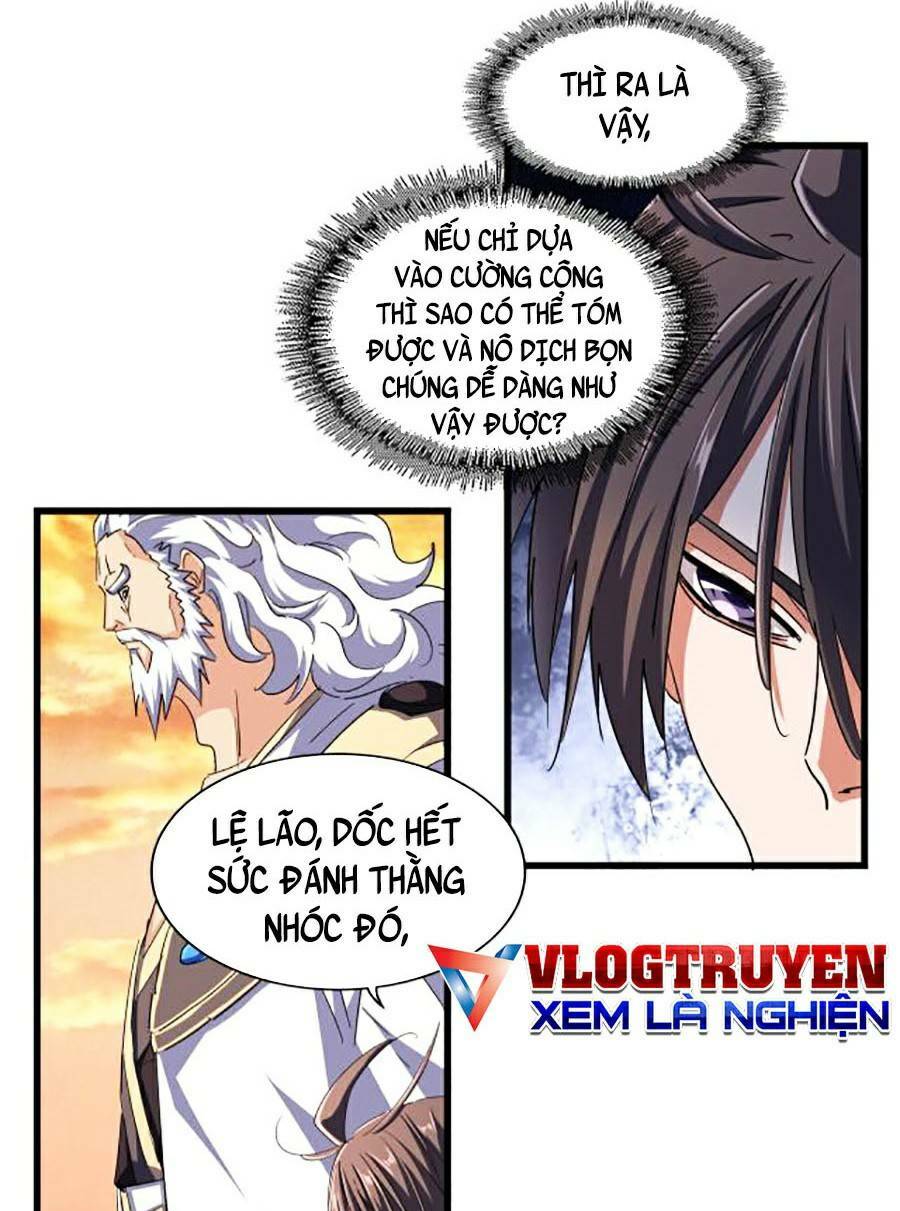 THÌ RA LÀ
VẬY,
NẾU CHỈ DỰA
VÀO CƯỜNG CÔNG
THÌ SAO CÓ THỂ TÓM
ĐƯỢC VÀ NÔ DỊCH BỌN
CHÚNG DỄ DÀNG NHƯ
VẬY ĐƯỢC?
LỆ LÃO, DỐC HẾT
SỨC ĐÁNH THẰNG
NHÓC ĐÓ,
VLOGTRUYEN
XEM LÀ NGHIỆN